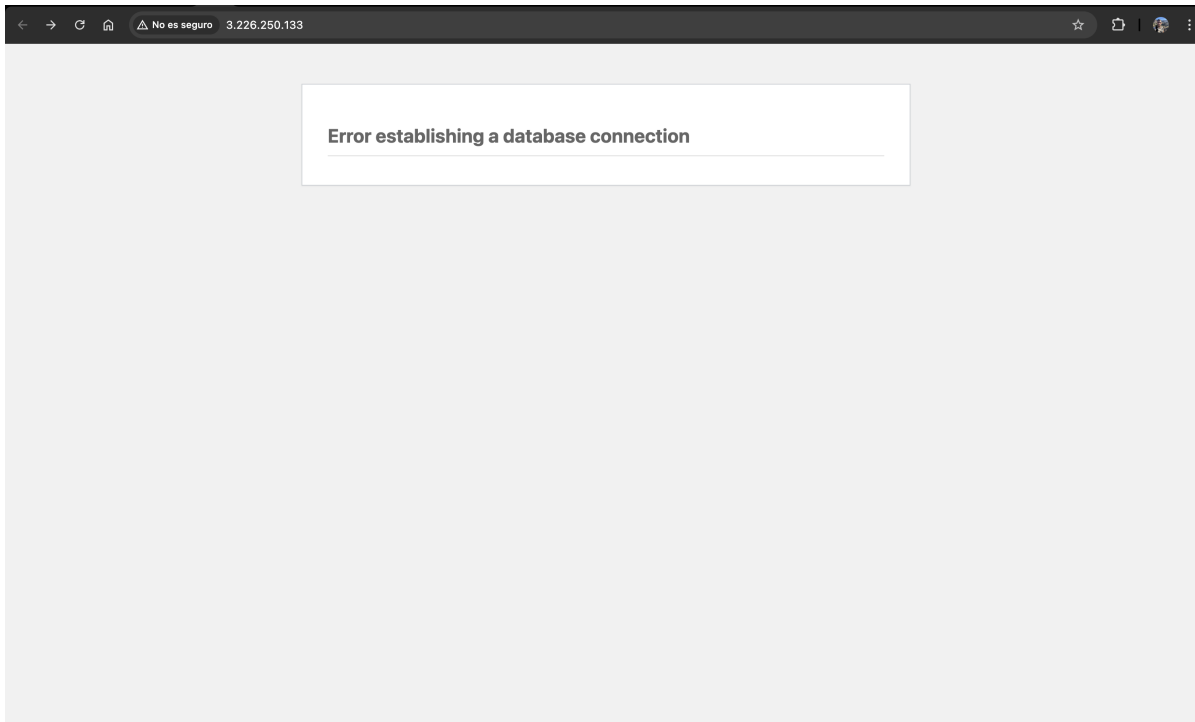 No es seguro 3.226.250.133
Error establishing a database connection